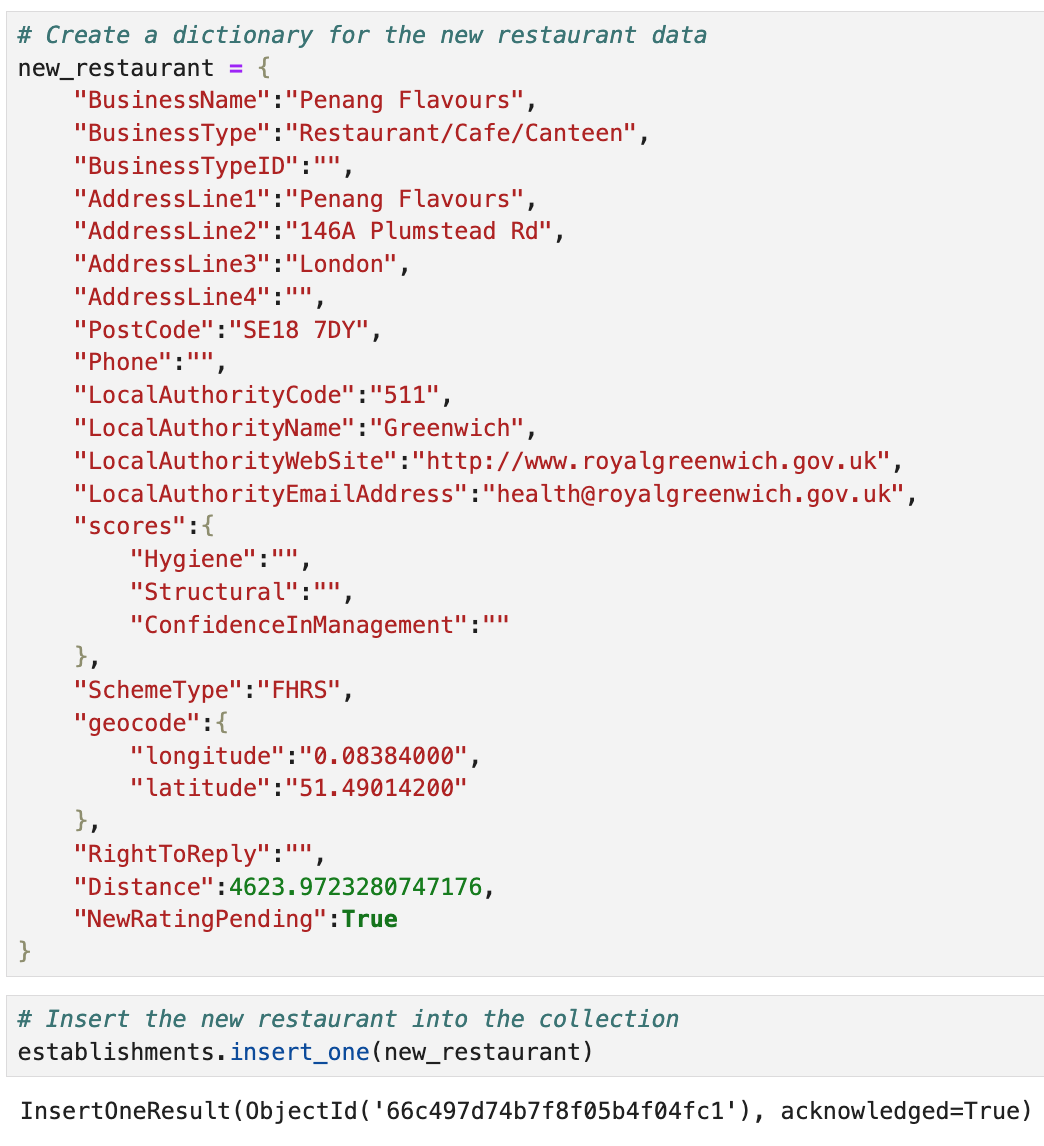 # Create a dictionary for the new restaurant data
new_restaurant = {
    "BusinessName":"Penang Flavours",
    "BusinessType":"Restaurant/Cafe/Canteen",
    "BusinessTypeID":"",
    "AddressLine1":"Penang Flavours",
    "AddressLine2":"146A Plumstead Rd",
    "AddressLine3":"London",
    "AddressLine4":"",
    "PostCode":"SE18 7DY",
    "Phone":"",
    "LocalAuthorityCode":"511",
    "LocalAuthorityName":"Greenwich",
    "LocalAuthorityWebSite":"http://www.royalgreenwich.gov.uk",
    "LocalAuthorityEmailAddress":"health@royalgreenwich.gov.uk",
    "scores":{
        "Hygiene":"",
        "Structural":"",
        "ConfidenceInManagement":""
    },
    "SchemeType":"FHRS",
    "geocode":{
        "longitude":"0.08384000",
        "latitude":"51.49014200"
    },
    "RightToReply":"",
    "Distance":4623.9723280747176,
    "NewRatingPending":True
}
# Insert the new restaurant into the collection
establishments.insert_one(new_restaurant)
InsertOneResult(ObjectId('66c497d74b7f8f05b4f04fc1'), acknowledged=True)